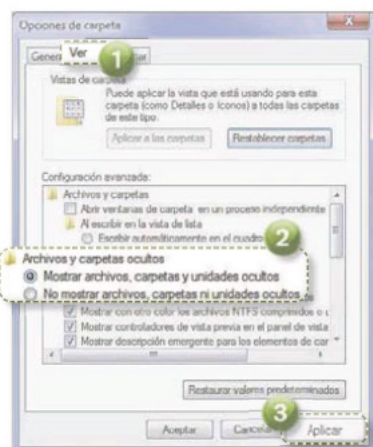 Opciones de carpeta
Ver
1
Vistas de carpeta
Puede aplicar la vista que está usando para esta
carpeta (como Detalles o Iconos) a todas las carpetas
de este tipo.
Aplicar a las carpetas
Restablecer carpetas
Configuración avanzada:
Archivos y carpetas
Abrir ventanas de carpeta en un proceso independiente
Al escribir en la vista de lista
Escribir automáticamente en el cuadro
2
Archivos y carpetas ocultos
Mostrar archivos, carpetas y unidades ocultos
No mostrar archivos, carpetas ni unidades ocultos
Mostrar con otro color los archivos NTFS comprimidos o
Mostrar controladores de vista previa en el panel de vista
Mostrar descripción emergente para los elementos de car
Restaurar valores predeterminados
3
Aceptar
Cancelar
Aplicar